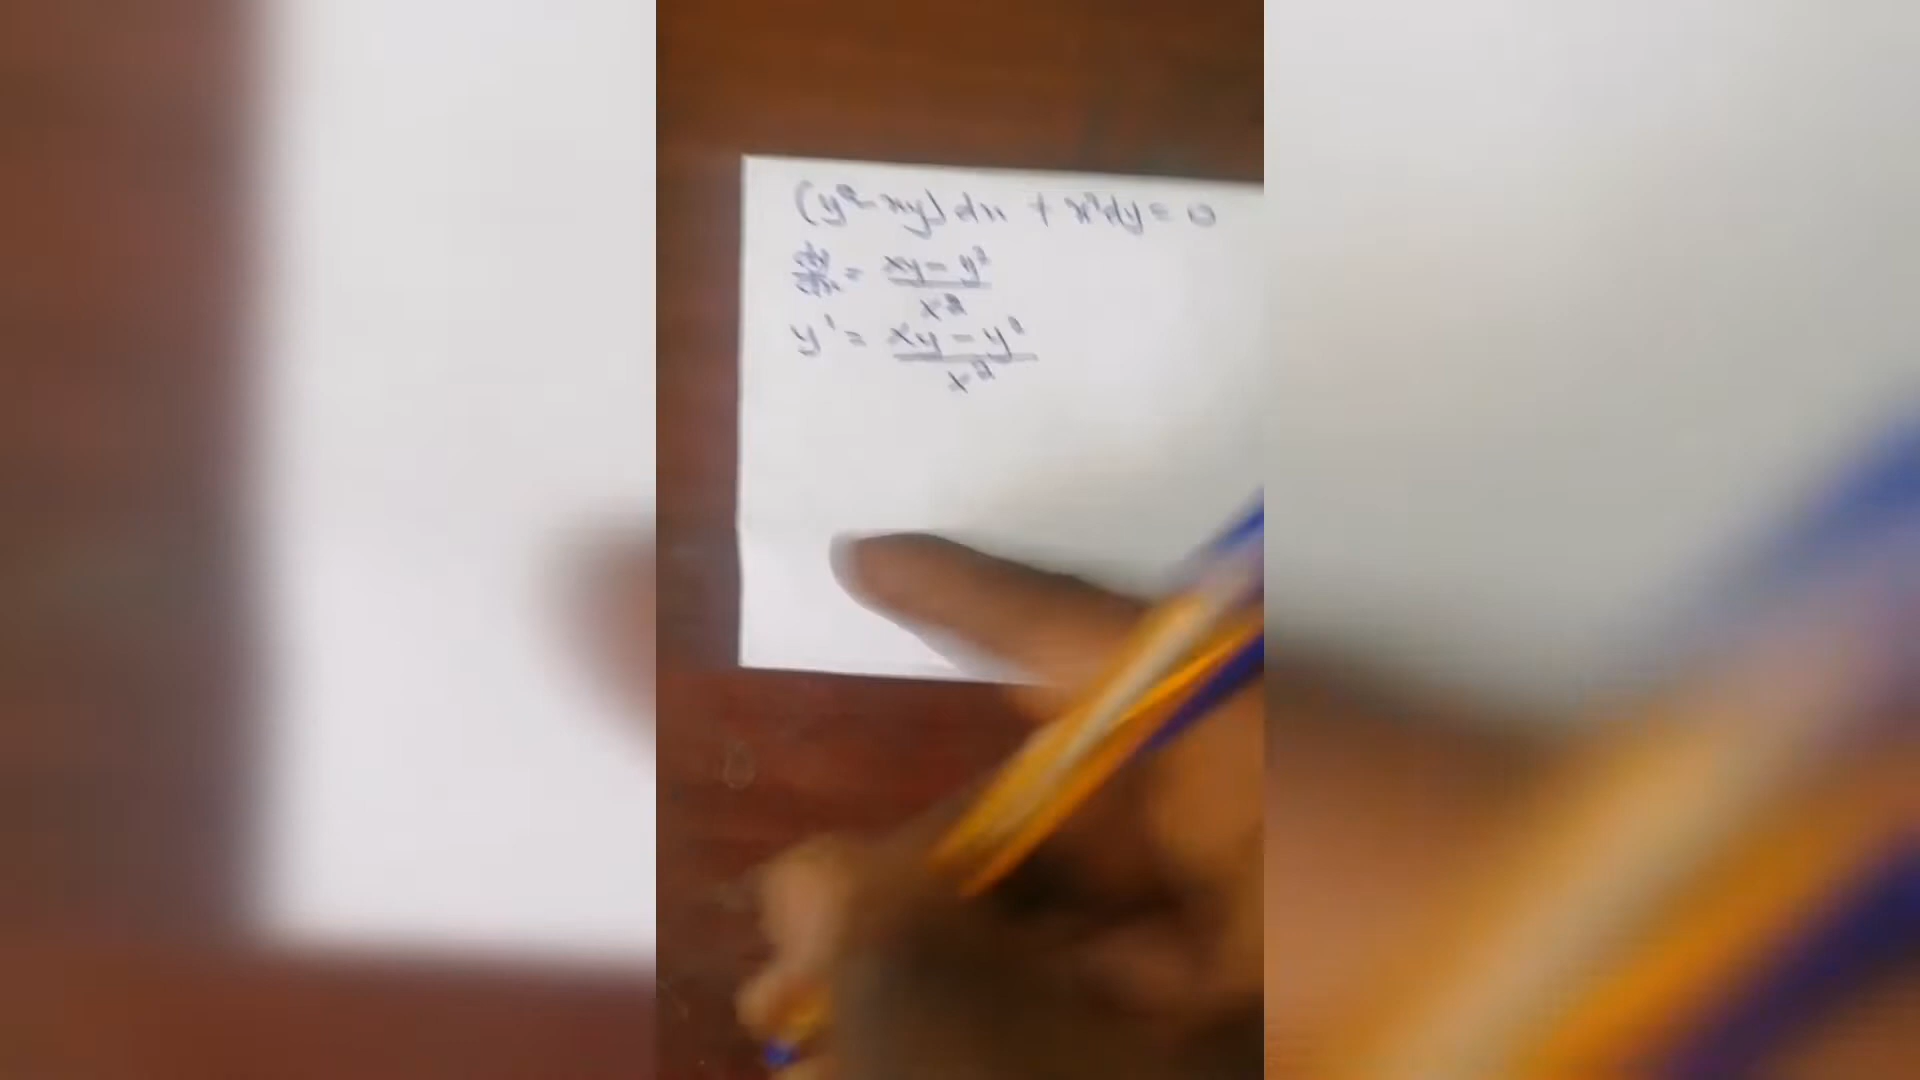 (y²-xy)dx + x²dy = 0
dy/dx = xy - y²/x²
y' = xy - y²/x²